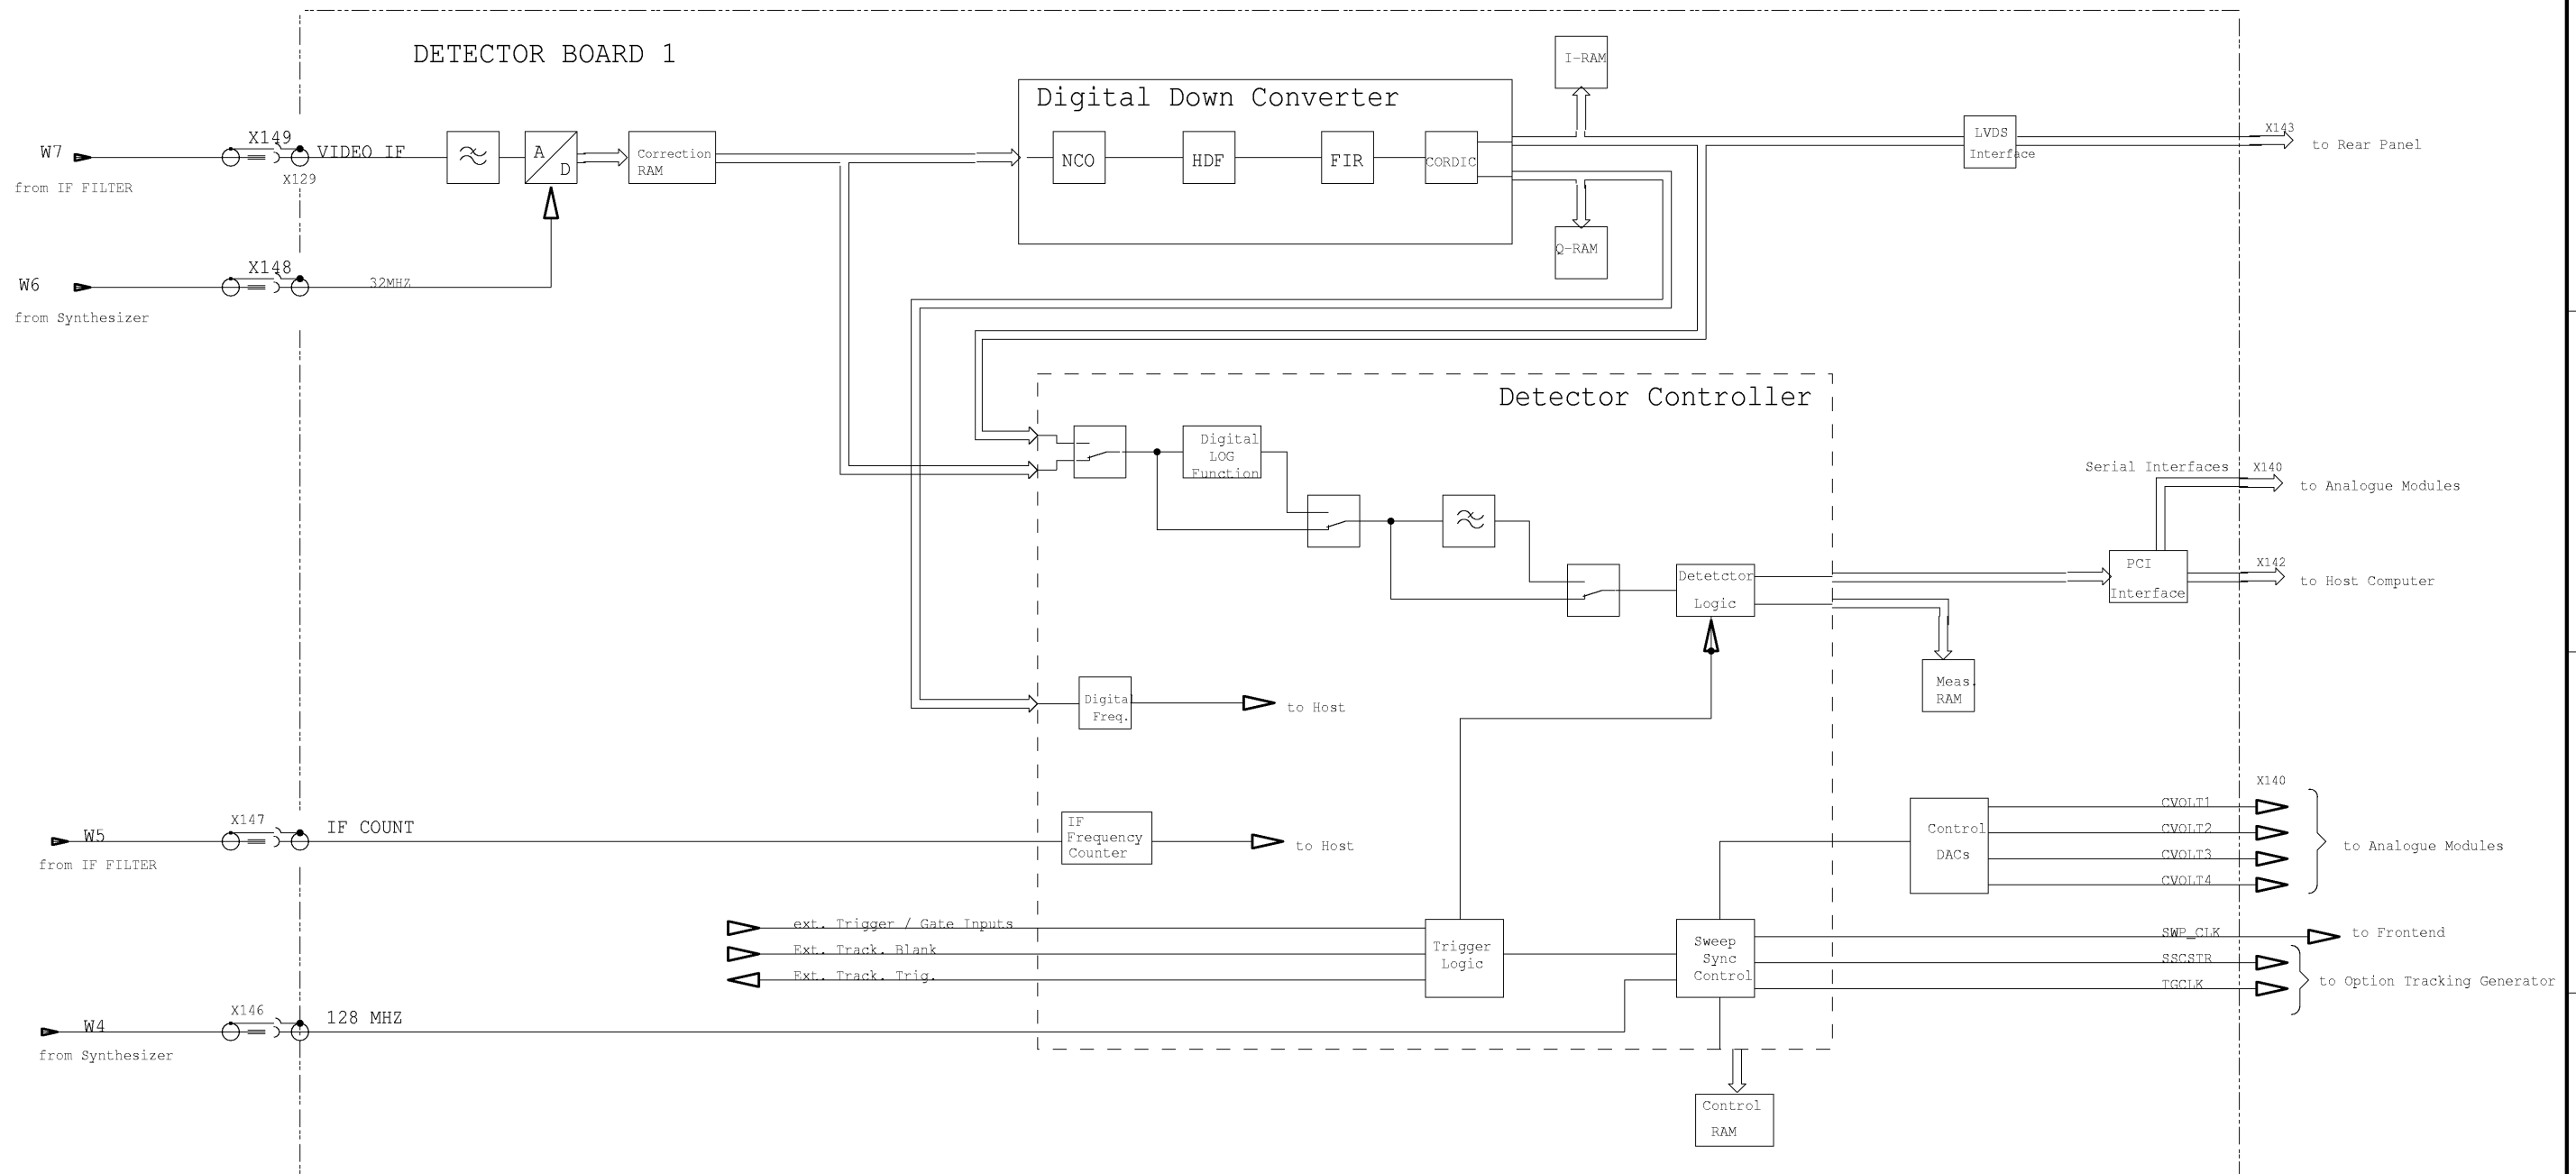 DETECTOR BOARD 1
I-RAM
Digital Down Converter
W7
X149
VIDEO IF
X129
from IF FILTER
A
D
Correction
RAM
NCO
HDF
FIR
CORDIC
LVDS
Interface
X143
to Rear Panel
Q-RAM
W6
X148
32MHZ
from Synthesizer
Detector Controller
Digital
LOG
Function
Serial Interfaces
X140
to Analogue Modules
Detetctor
Logic
PCI
Interface
X142
to Host Computer
Meas.
RAM
Digital
Freq.
to Host
X140
W5
X147
IF COUNT
from IF FILTER
IF
Frequency
Counter
to Host
Control
DACs
CVOLT1
CVOLT2
CVOLT3
CVOLT4
to Analogue Modules
ext. Trigger / Gate Inputs
Ext. Track. Blank
Ext. Track. Trig.
Trigger
Logic
Sweep
Sync
Control
SWP_CLK
to Frontend
SSCSTR
TGCLK
to Option Tracking Generator
W4
X146
128 MHZ
from Synthesizer
Control
RAM